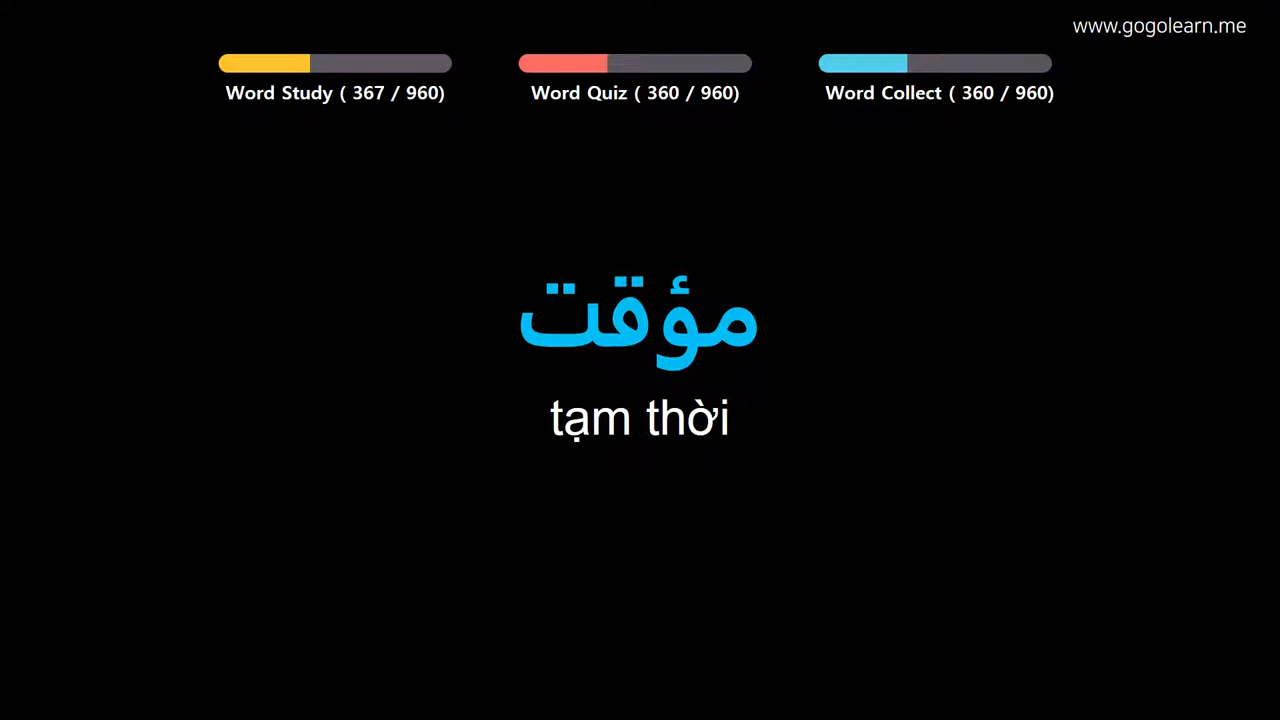 www.gogolearn.me
Word Study ( 367 / 960)
Word Quiz ( 360 / 960)
Word Collect ( 360 / 960)
مؤقت
tạm thời